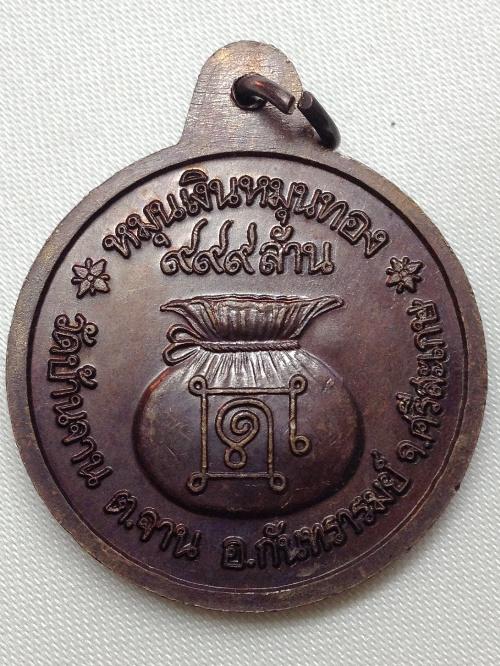 หมุนเงินหมุนทอง
๙๙๙ ล้าน
วัดบ้านจาน ต.จาน อ.กันทรารมย์ จ.ศรีสะเกษ